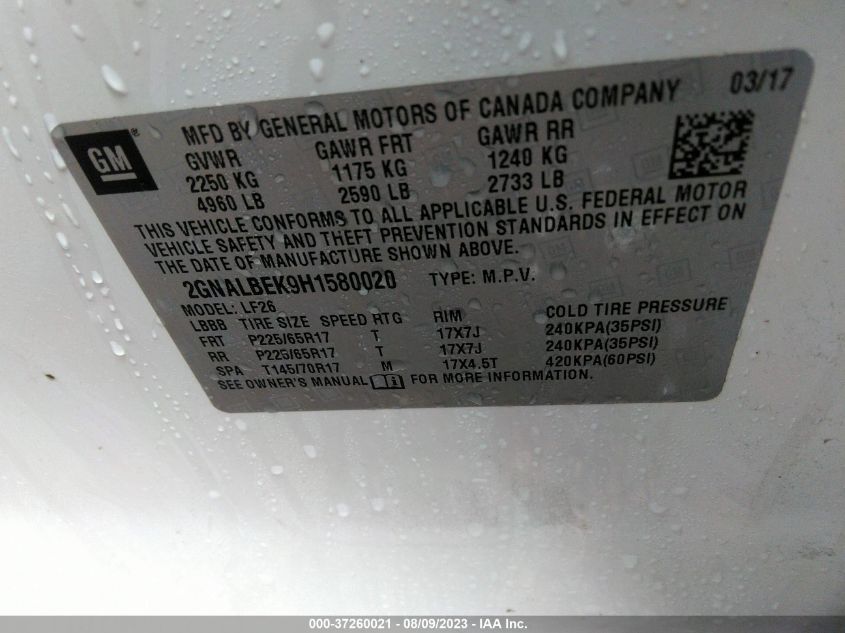 MFD BY GENERAL MOTORS OF CANADA COMPANY 03/17
GM®
GVWR GAWR FRT GAWR RR
2250 KG 1175 KG 1240 KG
4960 LB 2590 LB 2733 LB
THIS VEHICLE CONFORMS TO ALL APPLICABLE U.S. FEDERAL MOTOR
VEHICLE SAFETY AND THEFT PREVENTION STANDARDS IN EFFECT ON
THE DATE OF MANUFACTURE SHOWN ABOVE.
2GNALBEK9H1580020 TYPE: M.P.V.
MODEL: LF26
LBBB TIRE SIZE SPEED RTG RIM COLD TIRE PRESSURE
FRT P225/65R17 T 17X7J 240KPA(35PSI)
RR P225/65R17 T 17X7J 240KPA(35PSI)
SPA T145/70R17 M 17X4.5T 420KPA(60PSI)
SEE OWNER'S MANUAL FOR MORE INFORMATION.
000-37260021 - 08/09/2023 - IAA Inc.